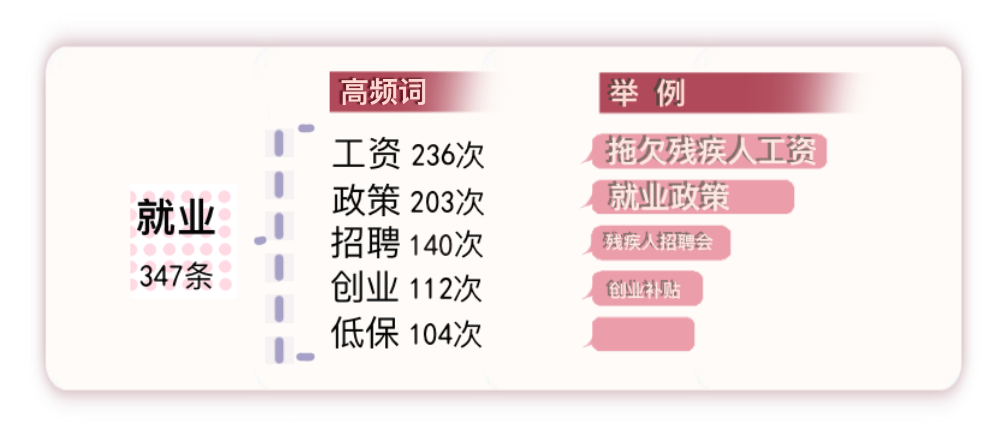 高频词
举 例
就业
347条
工资 236次
拖欠残疾人工资
政策 203次
就业政策
招聘 140次
残疾人招聘会
创业 112次
创业补贴
低保 104次